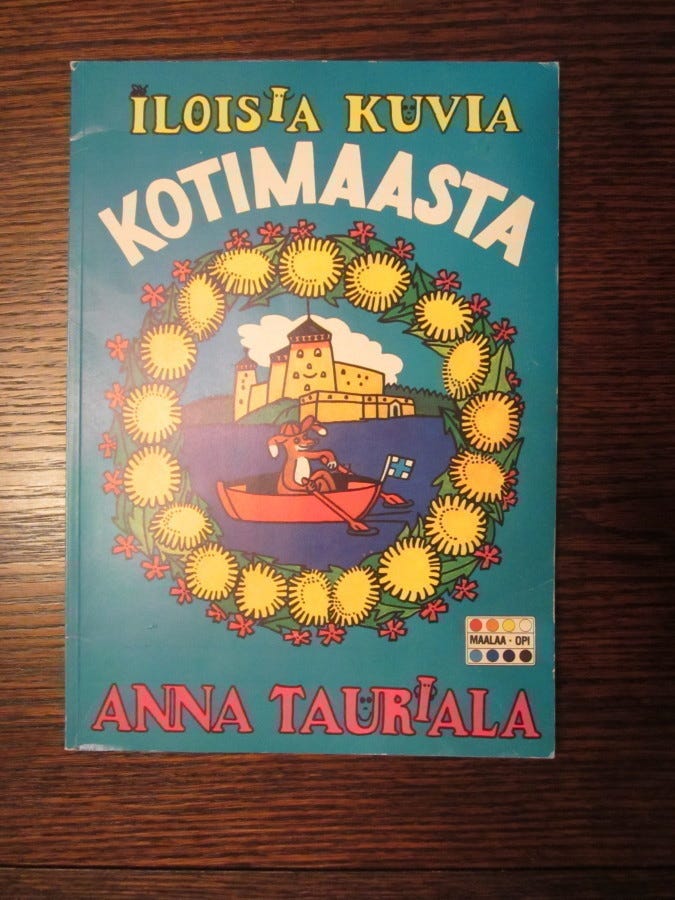 ILOISIA KUVIA
KOTIMAASTA
MAALAA · OPI
ANNA TAURIALA